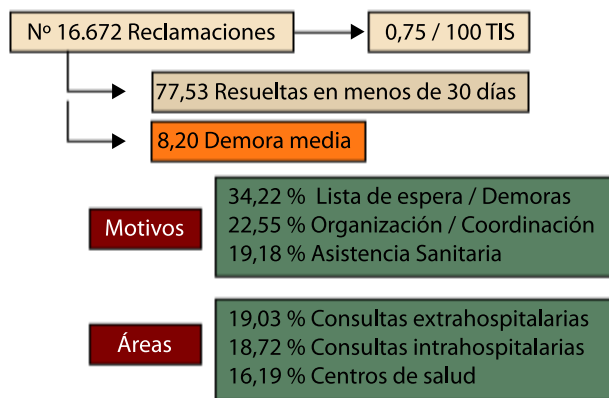 Nº 16.672 Reclamaciones
0,75 / 100 TIS
77,53 Resueltas en menos de 30 días
8,20 Demora media
Motivos
34,22 % Lista de espera / Demoras
22,55 % Organización / Coordinación
19,18 % Asistencia Sanitaria
Áreas
19,03 % Consultas extrahospitalarias
18,72 % Consultas intrahospitalarias
16,19 % Centros de salud